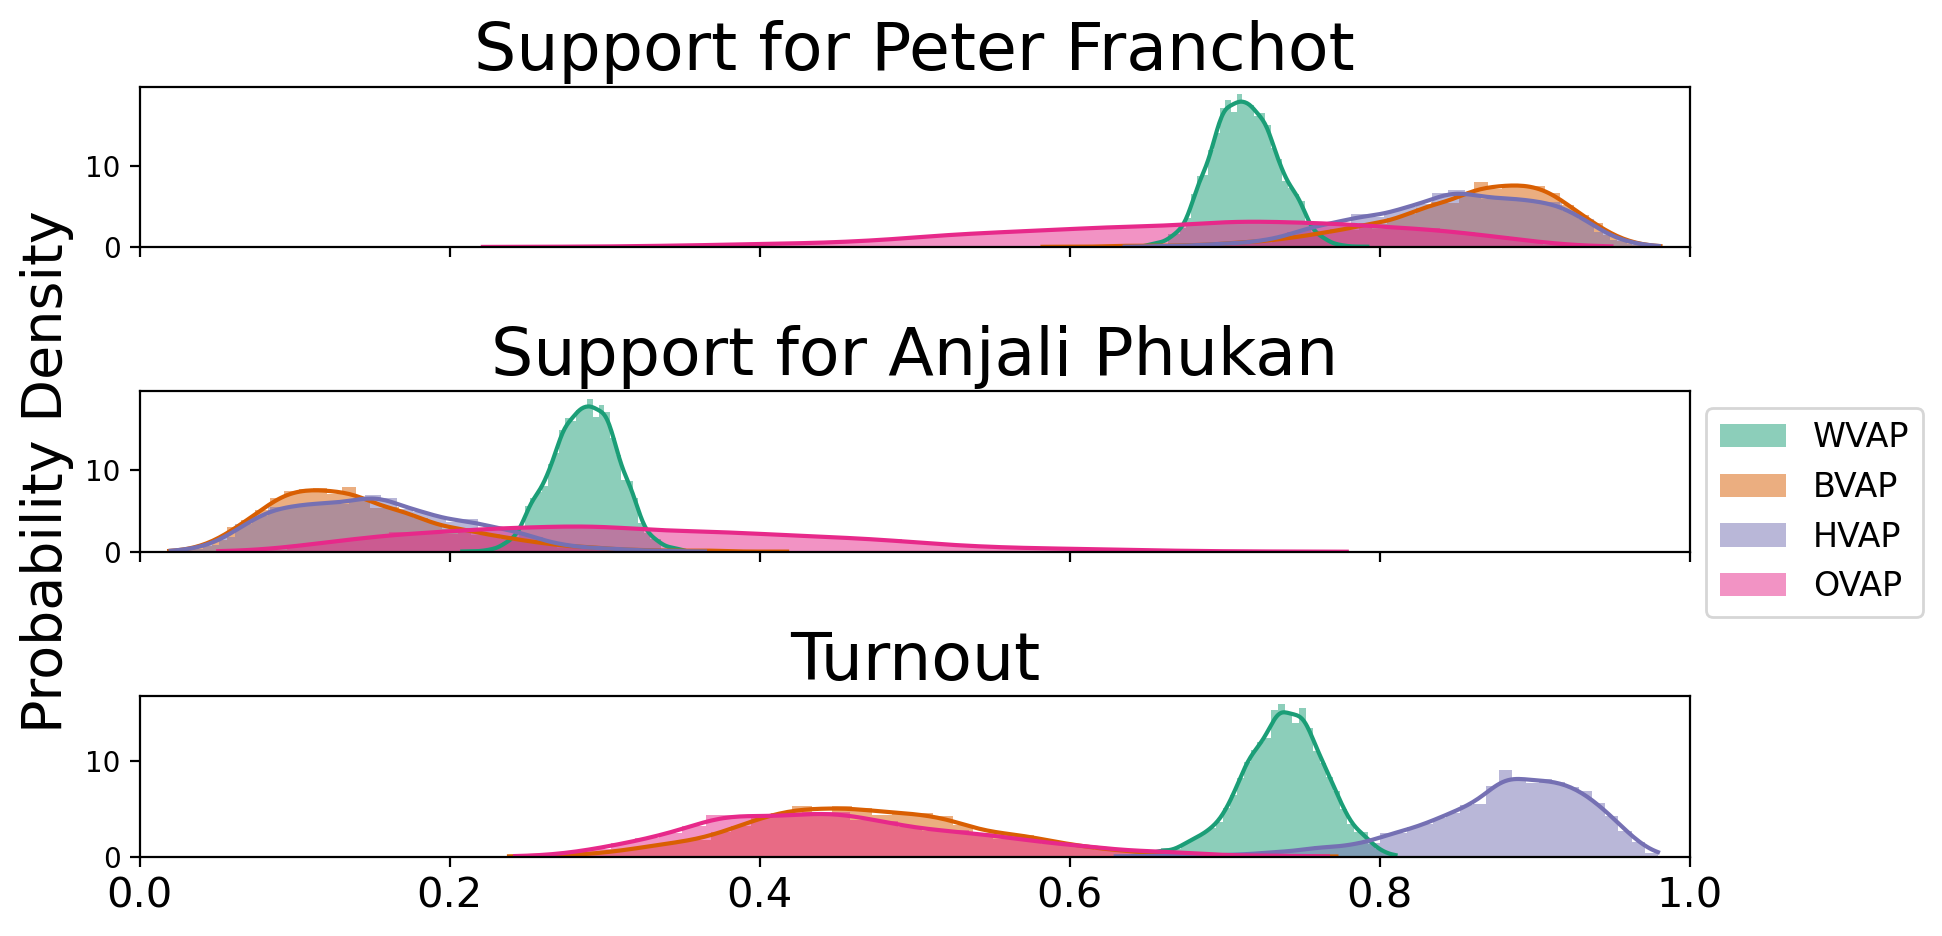 Support for Peter Franchot
10
0
Support for Anjali Phukan
10
0
Probability Density
WVAP
BVAP
HVAP
OVAP
Turnout
10
0
0.0 0.2 0.4 0.6 0.8 1.0